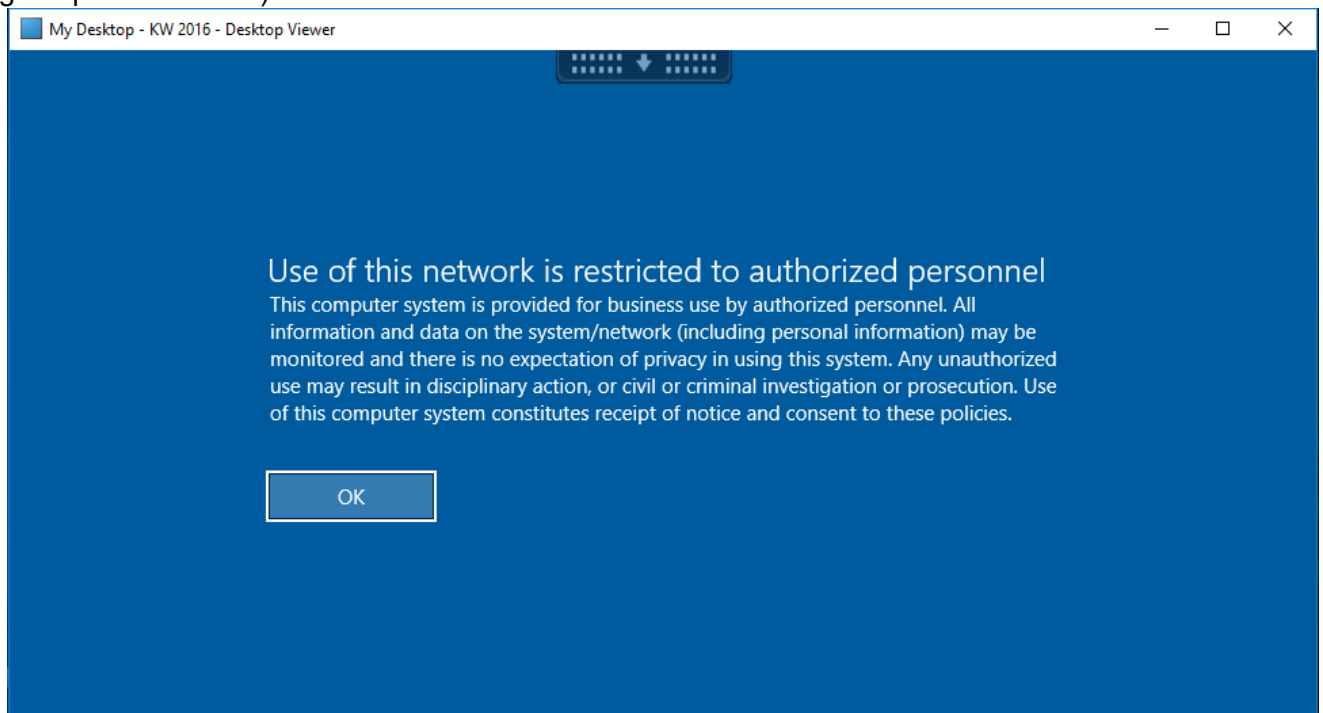 My Desktop - KW 2016 - Desktop Viewer
Use of this network is restricted to authorized personnel
This computer system is provided for business use by authorized personnel. All
information and data on the system/network (including personal information) may be
monitored and there is no expectation of privacy in using this system. Any unauthorized
use may result in disciplinary action, or civil or criminal investigation or prosecution. Use
of this computer system constitutes receipt of notice and consent to these policies.
OK